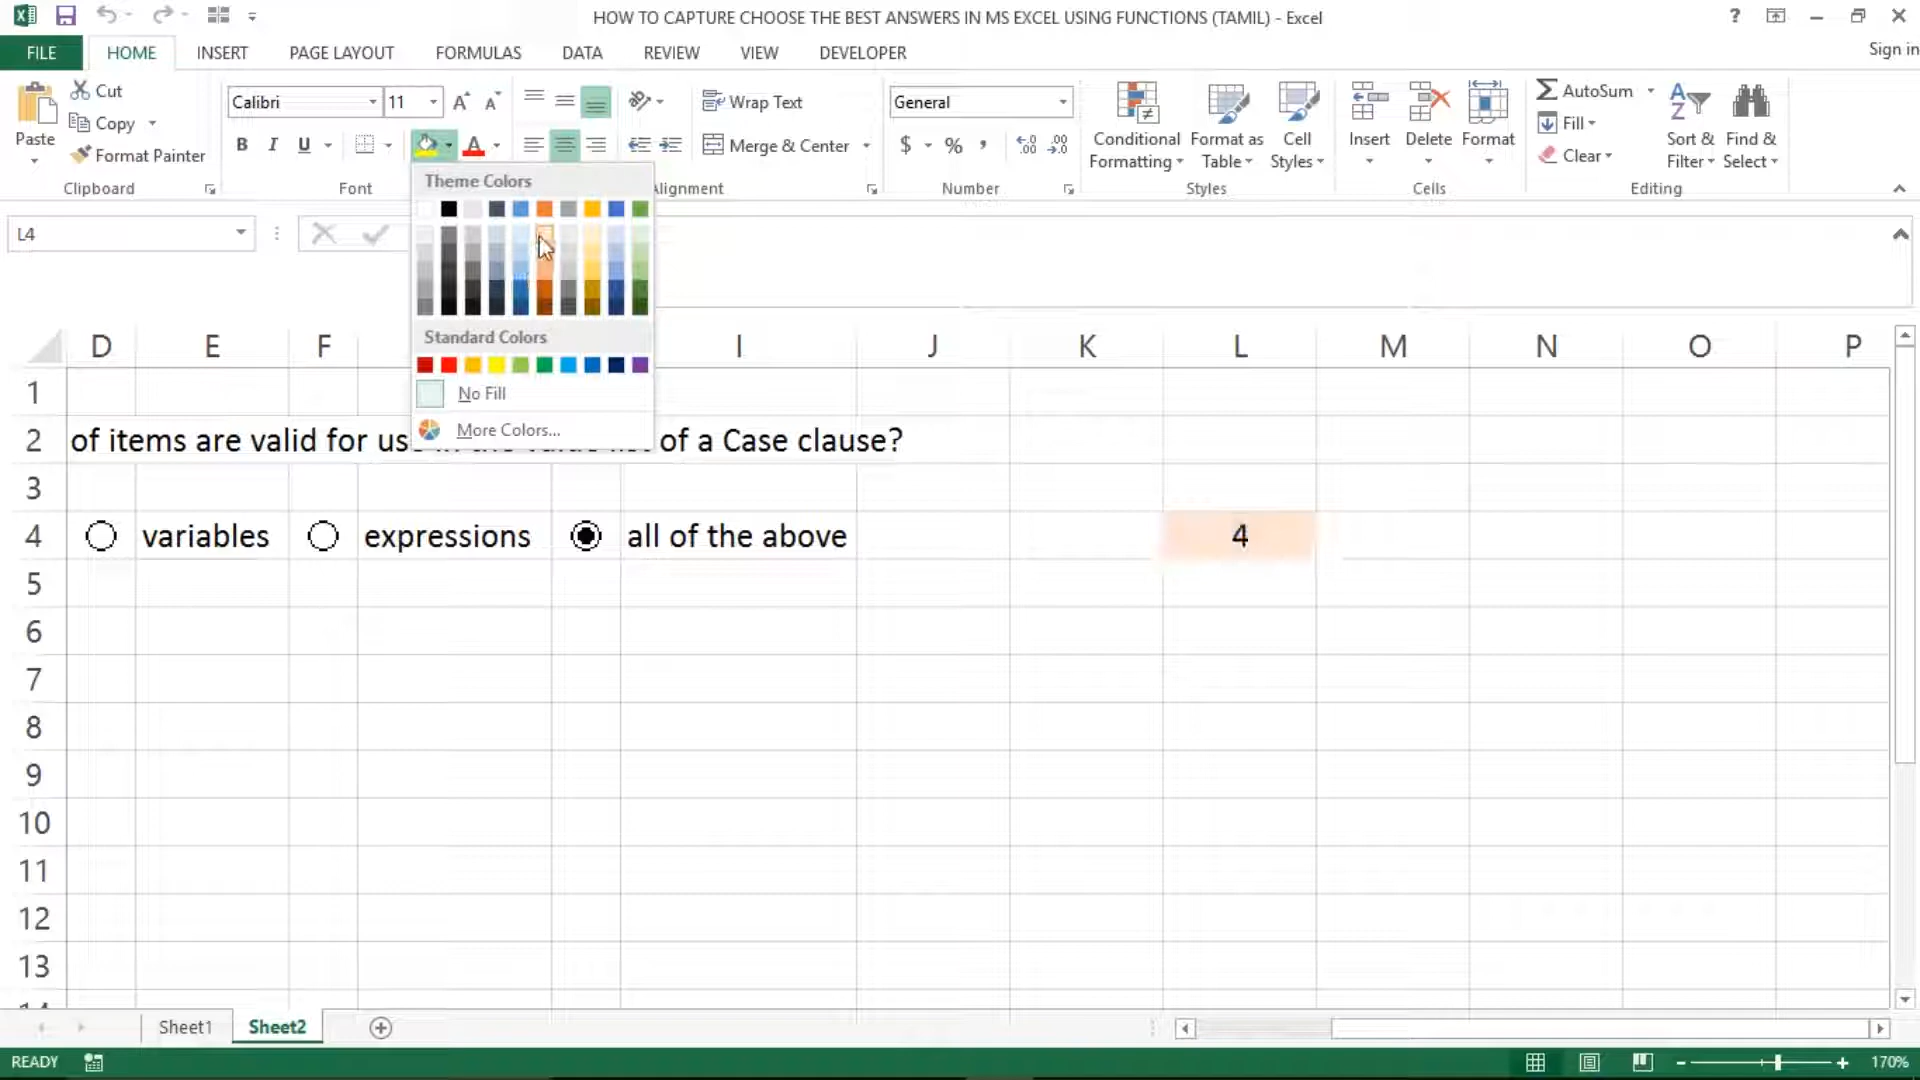 HOW TO CAPTURE CHOOSE THE BEST ANSWERS IN MS EXCEL USING FUNCTIONS (TAMIL) - Excel
?
FILE HOME INSERT PAGE LAYOUT FORMULAS DATA REVIEW VIEW DEVELOPER Sign in
Paste
Cut
Copy
Format Painter
Clipboard
Calibri 11
B I U A
Font
Wrap Text
Merge & Center
Alignment
General
$ % ,
Number
Conditional Formatting
Format as Table
Cell Styles
Styles
Insert Delete Format
Cells
AutoSum
Fill
Clear
Sort & Filter
Find & Select
Editing
Theme Colors
Standard Colors
No Fill
More Colors...
L4
D E F I J K L M N O P
1
2 of items are valid for us of a Case clause?
3
4 variables expressions all of the above 4
5
6
7
8
9
10
11
12
13
Sheet1 Sheet2
READY 170%